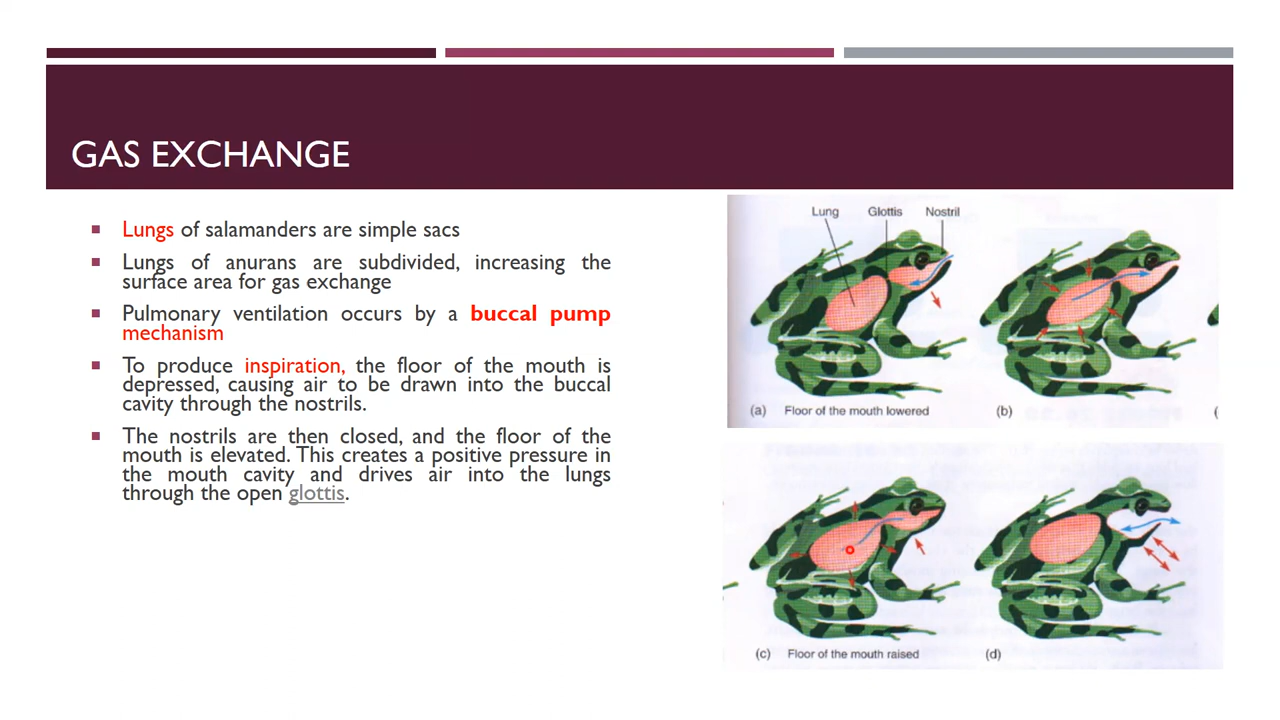 GAS EXCHANGE
Lungs of salamanders are simple sacs
Lungs of anurans are subdivided, increasing the
surface area for gas exchange
Pulmonary ventilation occurs by a buccal pump
mechanism
To produce inspiration, the floor of the mouth is
depressed, causing air to be drawn into the buccal
cavity through the nostrils.
The nostrils are then closed, and the floor of the
mouth is elevated. This creates a positive pressure in
the mouth cavity and drives air into the lungs
through the open glottis.
Lung Glottis Nostril
(a) Floor of the mouth lowered (b)
(c) Floor of the mouth raised (d)